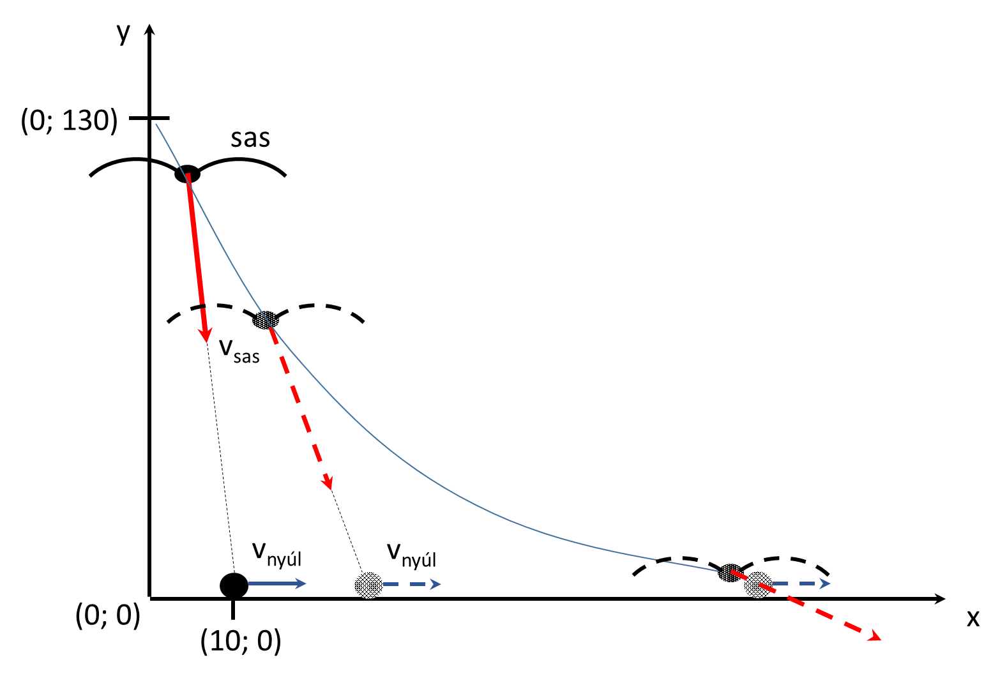 y
(0; 130)
sas
v_sas
v_nyúl
v_nyúl
(0; 0)
x
(10; 0)